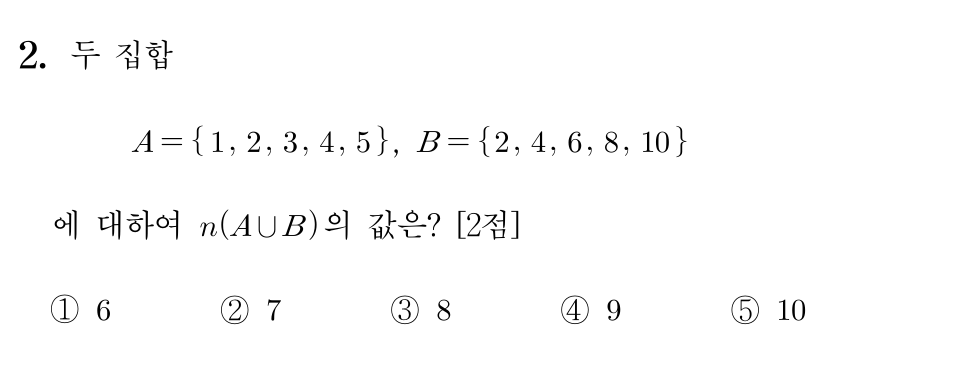 2. 두 집합
A={1, 2, 3, 4, 5}, B={2, 4, 6, 8, 10}
에 대하여 n(A∪B)의 값은? [2점]
① 6 ② 7 ③ 8 ④ 9 ⑤ 10